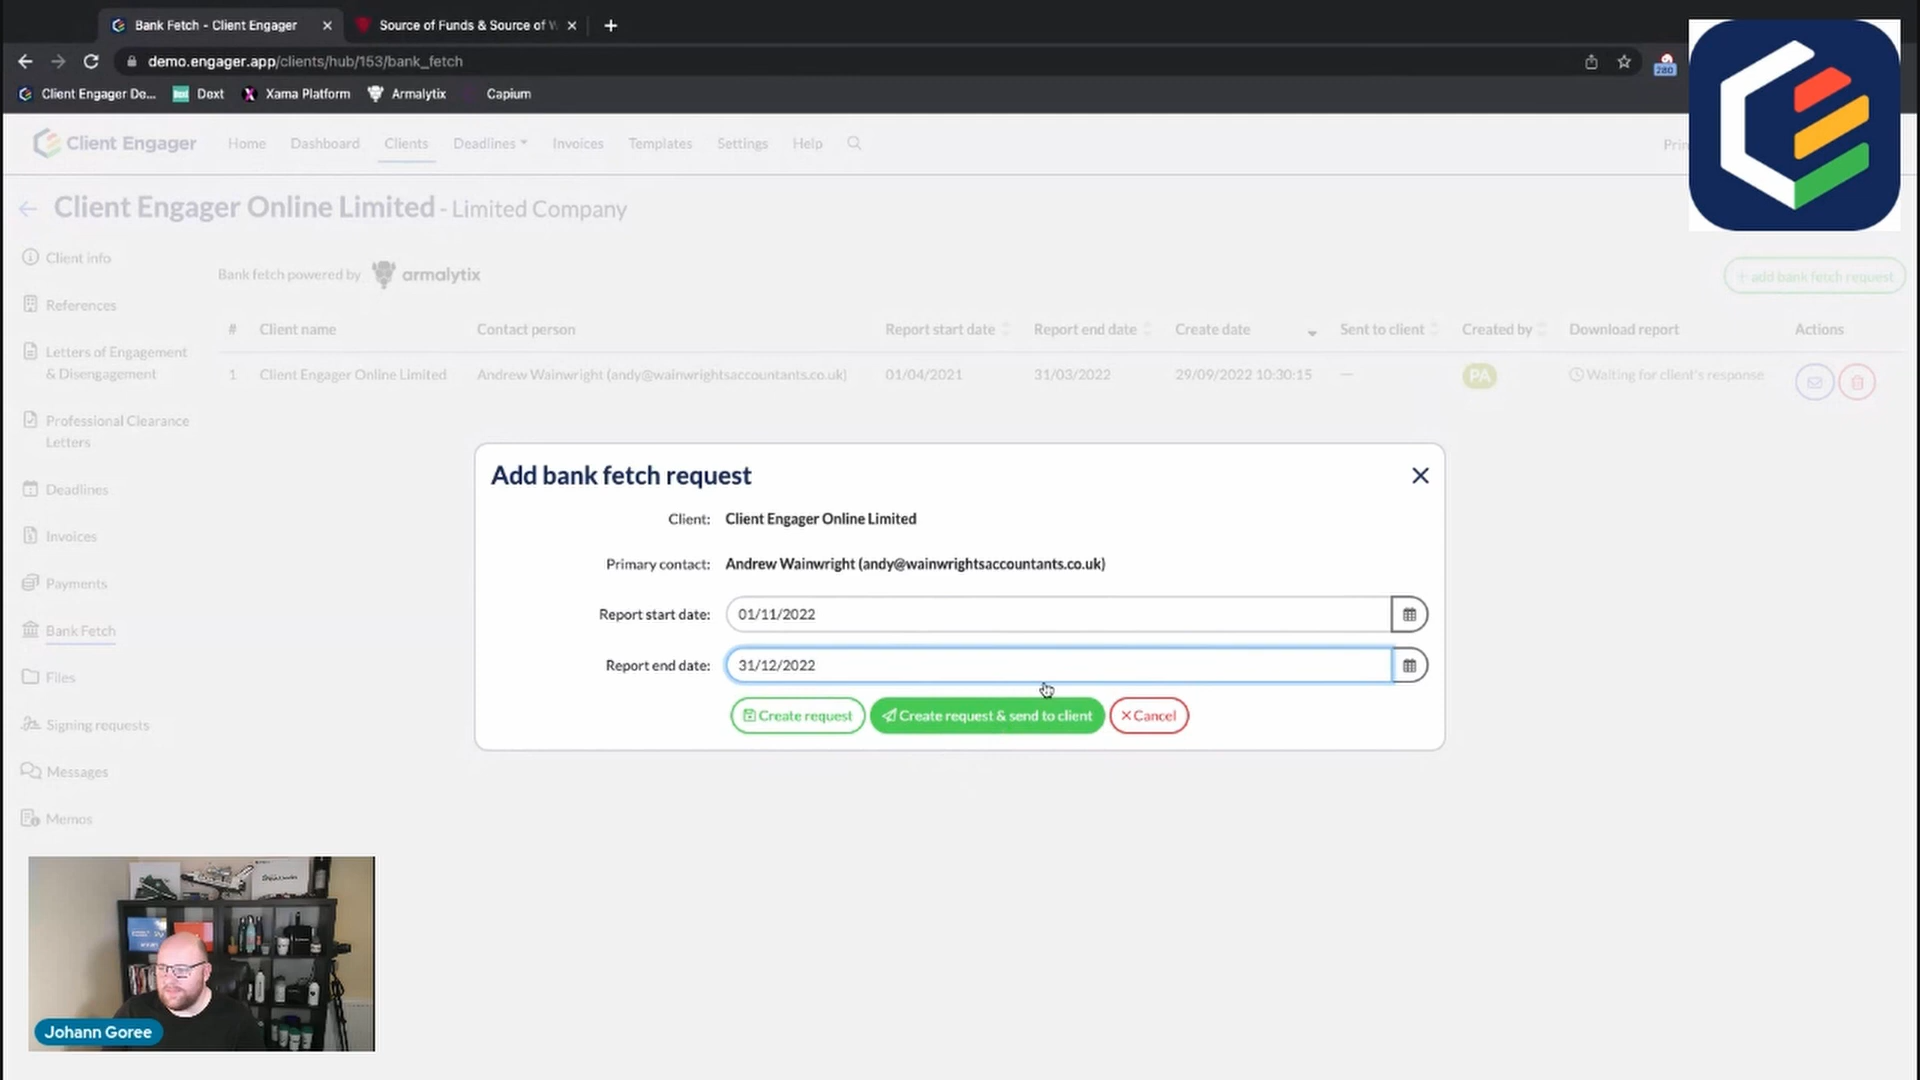 Bank Fetch - Client Engager
Source of Funds & Source of
demo.engager.app/clients/hub/153/bank_fetch
280
Client Engager De...
Dext
Xama Platform
Armalytix
Capium
Client Engager
Home
Dashboard
Clients
Deadlines
Invoices
Templates
Settings
Help
Client Engager Online Limited - Limited Company
Client info
References
Letters of Engagement
& Disengagement
Professional Clearance
Letters
Deadlines
Invoices
Payments
Bank Fetch
Files
Signing requests
Messages
Memos
Bank fetch powered by armalytix
+ add bank fetch request
# Client name Contact person Report start date Report end date Create date Sent to client Created by Download report Actions
1 Client Engager Online Limited Andrew Wainwright (andy@wainwrightsaccountants.co.uk) 01/04/2021 31/03/2022 29/09/2022 10:30:15 — PA Waiting for client's response
Add bank fetch request
Client: Client Engager Online Limited
Primary contact: Andrew Wainwright (andy@wainwrightsaccountants.co.uk)
Report start date: 01/11/2022
Report end date: 31/12/2022
Create request
Create request & send to client
Cancel
Johann Goree